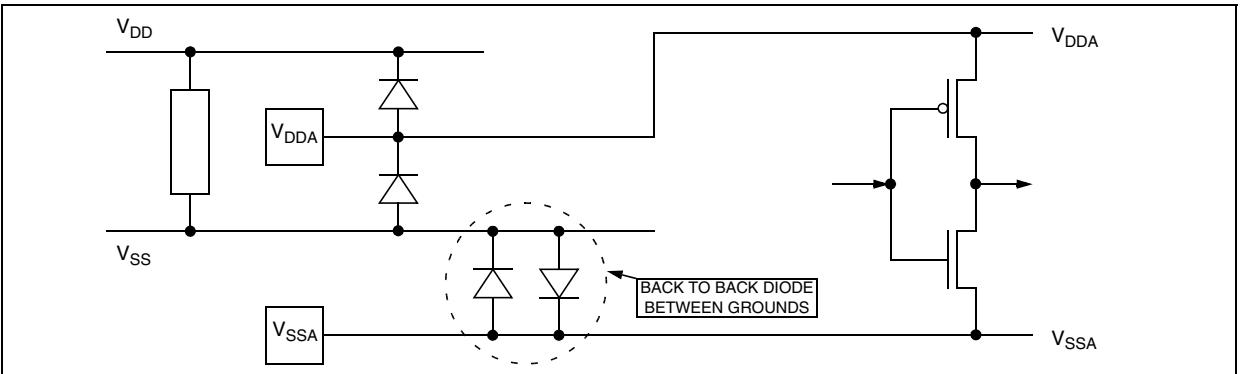 VDD
VDDA
VDDA
VSS
BACK TO BACK DIODE
BETWEEN GROUNDS
VSSA
VSSA